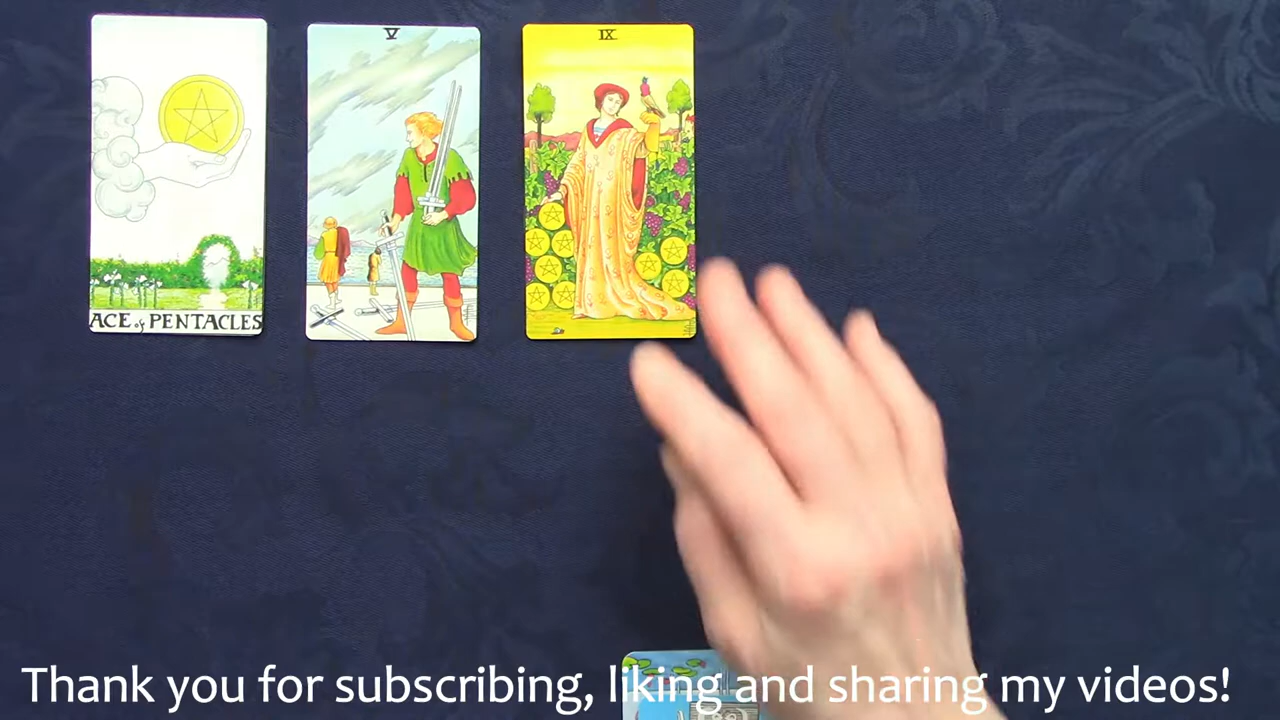 V
IX
ACE of PENTACLES
Thank you for subscribing, liking and sharing my videos!